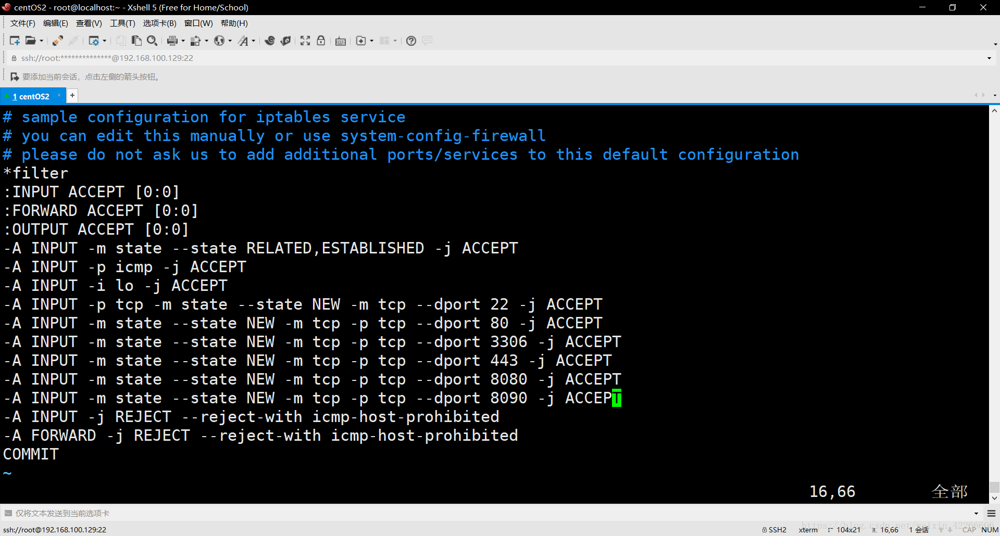 centOS2 - root@localhost:~ - Xshell 5 (Free for Home/School)
文件(F) 编辑(E) 查看(V) 工具(T) 选项卡(B) 窗口(W) 帮助(H)
ssh://root:**************@192.168.100.129:22
要添加当前会话，点击左侧的箭头按钮。
1 centOS2
# sample configuration for iptables service
# you can edit this manually or use system-config-firewall
# please do not ask us to add additional ports/services to this default configuration
*filter
:INPUT ACCEPT [0:0]
:FORWARD ACCEPT [0:0]
:OUTPUT ACCEPT [0:0]
-A INPUT -m state --state RELATED,ESTABLISHED -j ACCEPT
-A INPUT -p icmp -j ACCEPT
-A INPUT -i lo -j ACCEPT
-A INPUT -p tcp -m state --state NEW -m tcp --dport 22 -j ACCEPT
-A INPUT -m state --state NEW -m tcp -p tcp --dport 80 -j ACCEPT
-A INPUT -m state --state NEW -m tcp -p tcp --dport 3306 -j ACCEPT
-A INPUT -m state --state NEW -m tcp -p tcp --dport 443 -j ACCEPT
-A INPUT -m state --state NEW -m tcp -p tcp --dport 8080 -j ACCEPT
-A INPUT -m state --state NEW -m tcp -p tcp --dport 8090 -j ACCEPT
-A INPUT -j REJECT --reject-with icmp-host-prohibited
-A FORWARD -j REJECT --reject-with icmp-host-prohibited
COMMIT
~
16,66 全部
仅将文本发送到当前选项卡
https://blog.csdn.net/weixin_42266606
ssh://root@192.168.100.129:22 SSH2 xterm 104x21 16,66 1 会话 CAP NUM